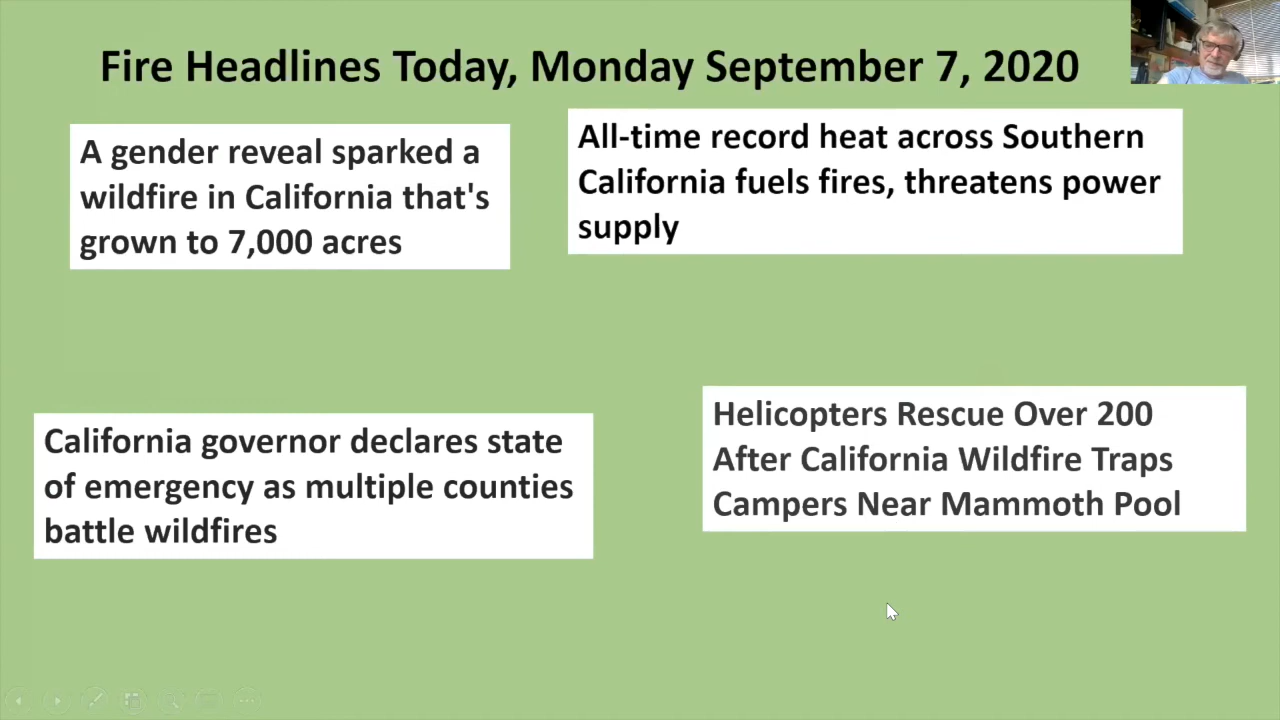 Fire Headlines Today, Monday September 7, 2020
A gender reveal sparked a
wildfire in California that's
grown to 7,000 acres
All-time record heat across Southern
California fuels fires, threatens power
supply
California governor declares state
of emergency as multiple counties
battle wildfires
Helicopters Rescue Over 200
After California Wildfire Traps
Campers Near Mammoth Pool